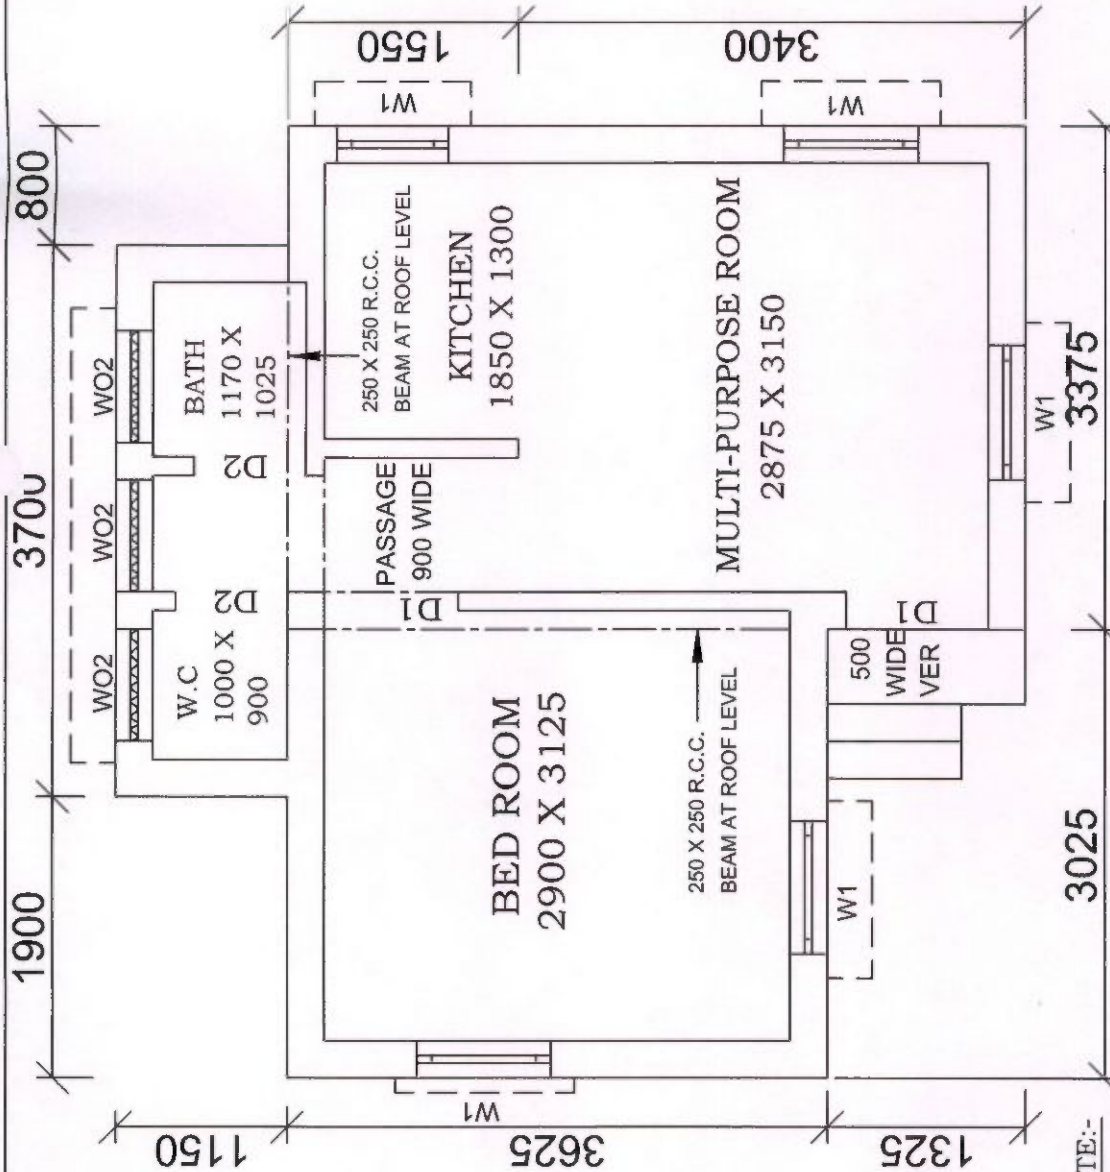 1900
3700
800
WO2
WO2
WO2
W.C
1000 X
900
D2
D2
BATH
1170 X
1025
1150
1550
W1
250 X 250 R.C.C.
BEAM AT ROOF LEVEL
KITCHEN
1850 X 1300
PASSAGE
900 WIDE
D1
W1
BED ROOM
2900 X 3125
3625
250 X 250 R.C.C.
BEAM AT ROOF LEVEL
MULTI-PURPOSE ROOM
2875 X 3150
W1
3400
D1
500
WIDE
VER
W1
W1
1325
3025
3375
TE:-